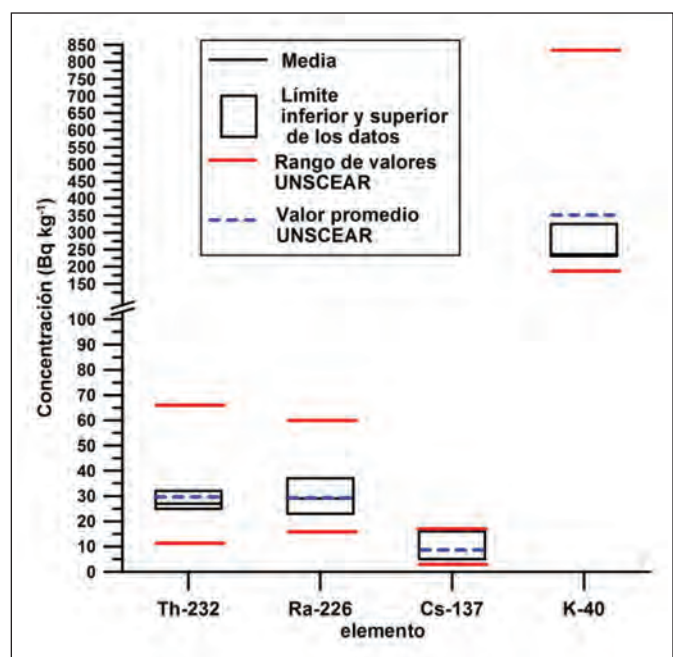 850
800
750
700
650
600
550
500
450
400
350
300
250
200
150
100
90
80
70
60
50
40
30
20
10
0
Concentración (Bq kg⁻¹)
Media
Límite
inferior y superior
de los datos
Rango de valores
UNSCEAR
Valor promedio
UNSCEAR
Th-232 Ra-226 Cs-137 K-40
elemento